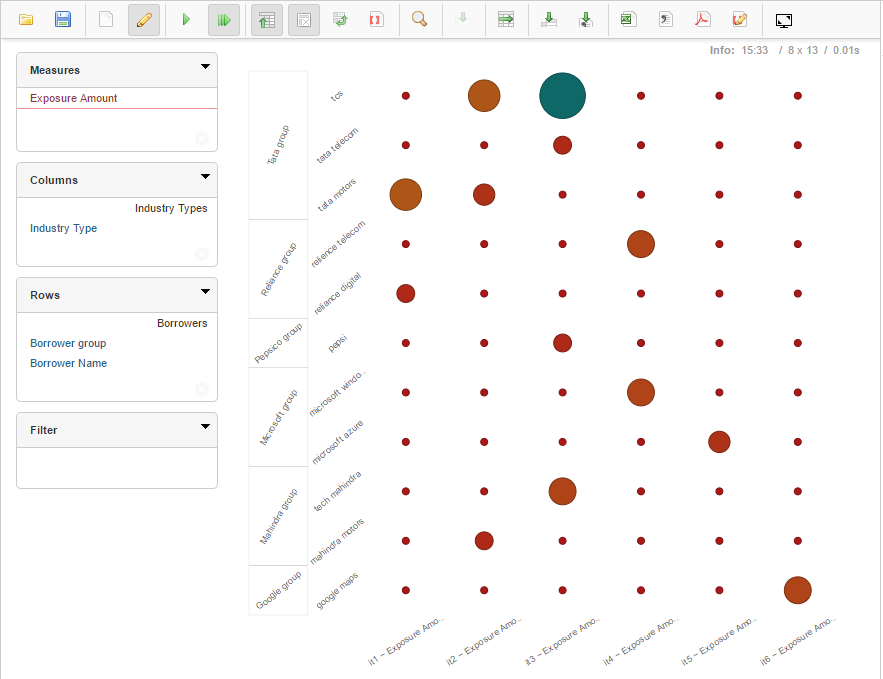 Info: 15:33 / 8 x 13 / 0.01s
Measures
Exposure Amount
Columns
Industry Types
Industry Type
Rows
Borrowers
Borrower group
Borrower Name
Filter
Tata group
tcs
tata telecom
tata motors
Reliance group
reliance telecom
reliance digital
Pepsico group
pepsi
Microsoft group
microsoft windo..
microsoft azure
Mahindra group
tech mahindra
mahindra motors
Google group
google maps
it1 ~ Exposure Amo..
it2 ~ Exposure Amo..
it3 ~ Exposure Amo..
it4 ~ Exposure Amo..
it5 ~ Exposure Amo..
it6 ~ Exposure Amo..